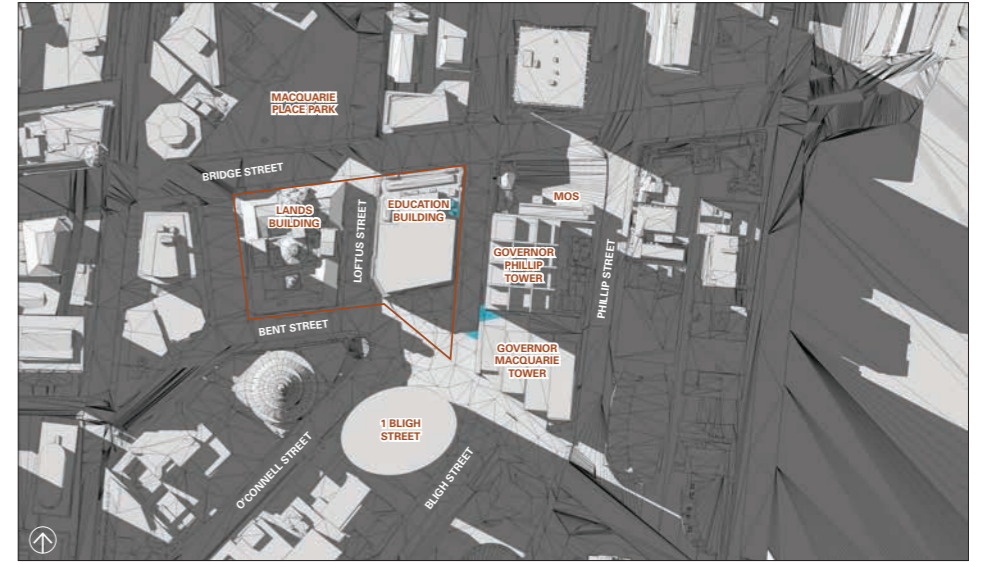 MACQUARIE
PLACE PARK
BRIDGE STREET
LANDS
BUILDING
LOFTUS STREET
EDUCATION
BUILDING
MOS
GOVERNOR
PHILLIP
TOWER
PHILLIP STREET
BENT STREET
GOVERNOR
MACQUARIE
TOWER
1 BLIGH
STREET
O'CONNELL STREET
BLIGH STREET